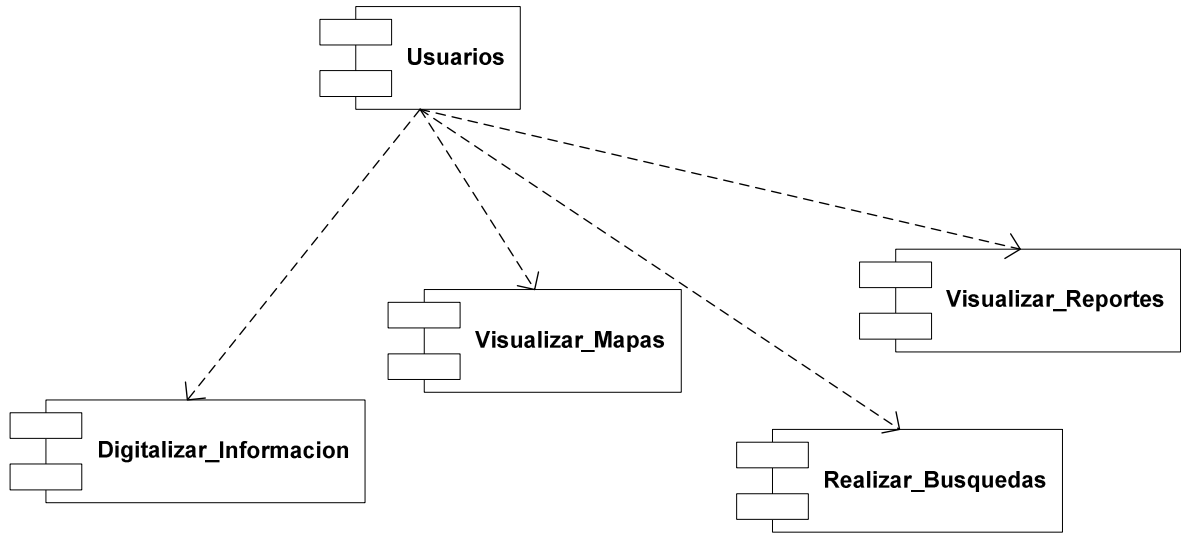 Usuarios
Visualizar_Reportes
Visualizar_Mapas
Digitalizar_Informacion
Realizar_Busquedas